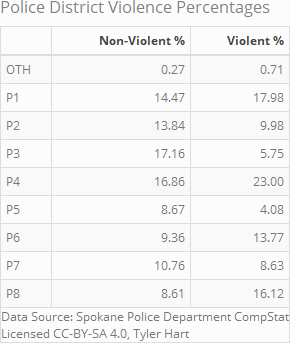 Police District Violence Percentages
Non-Violent % Violent %
OTH 0.27 0.71
P1 14.47 17.98
P2 13.84 9.98
P3 17.16 5.75
P4 16.86 23.00
P5 8.67 4.08
P6 9.36 13.77
P7 10.76 8.63
P8 8.61 16.12
Data Source: Spokane Police Department CompStat
Licensed CC-BY-SA 4.0, Tyler Hart